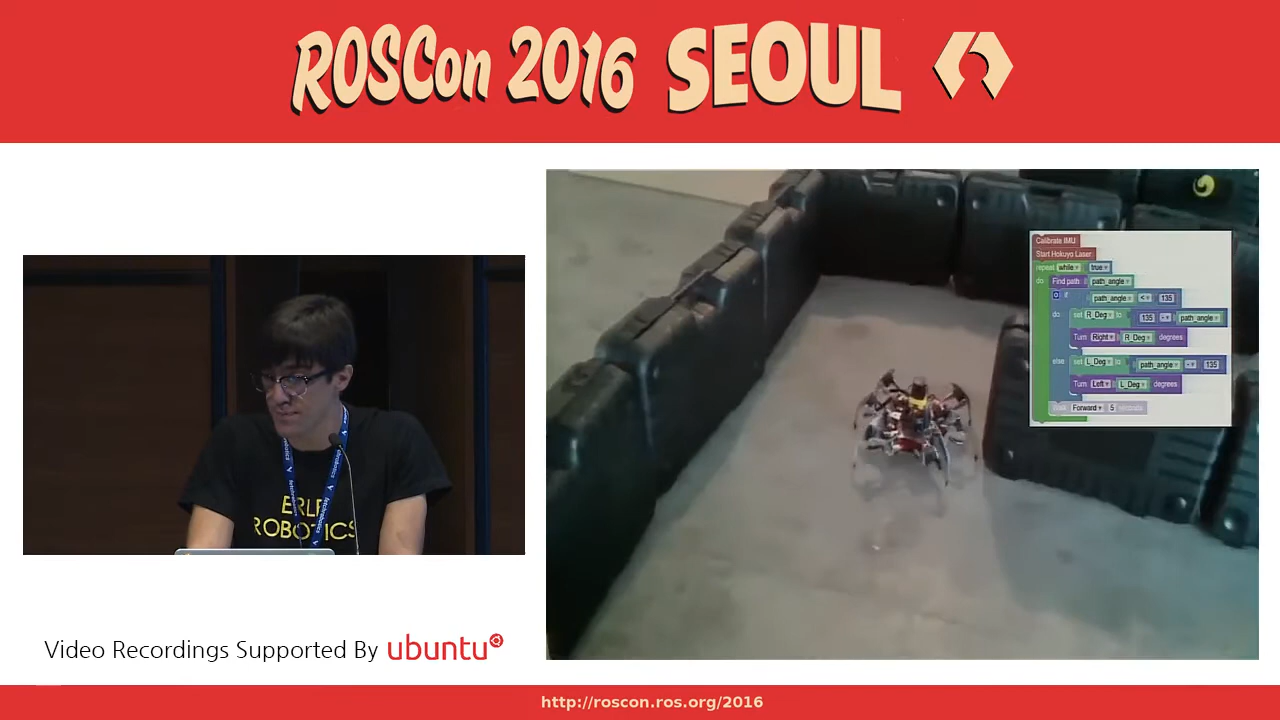 ROSCon 2016 SEOUL
ERLE
ROBOTICS
fetchrobotics
Calibrate IMU
Start Hokuyo Laser
repeat while true
do Find path path_angle
if path_angle < 135
do set R_Deg to 135 - path_angle
Turn Right R_Deg degrees
else set L_Deg to path_angle - 135
Turn Left L_Deg degrees
Forward 5
Video Recordings Supported By ubuntu
http://roscon.ros.org/2016